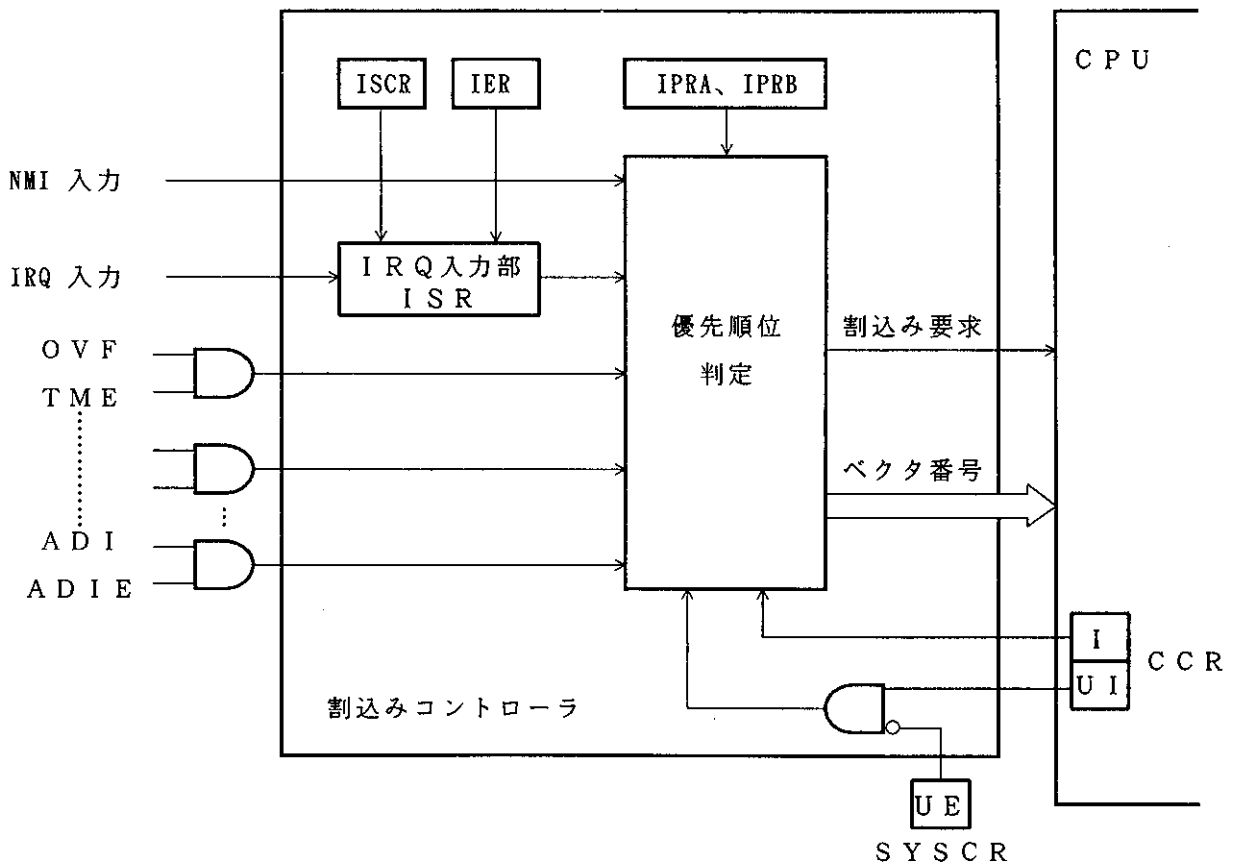 CPU
ISCR
IER
IPRA、IPRB
NMI 入力
IRQ 入力
IRQ入力部
ISR
優先順位
判定
割込み要求
OVF
TME
ベクタ番号
ADI
ADIE
I
UI
CCR
割込みコントローラ
UE
SYSCR